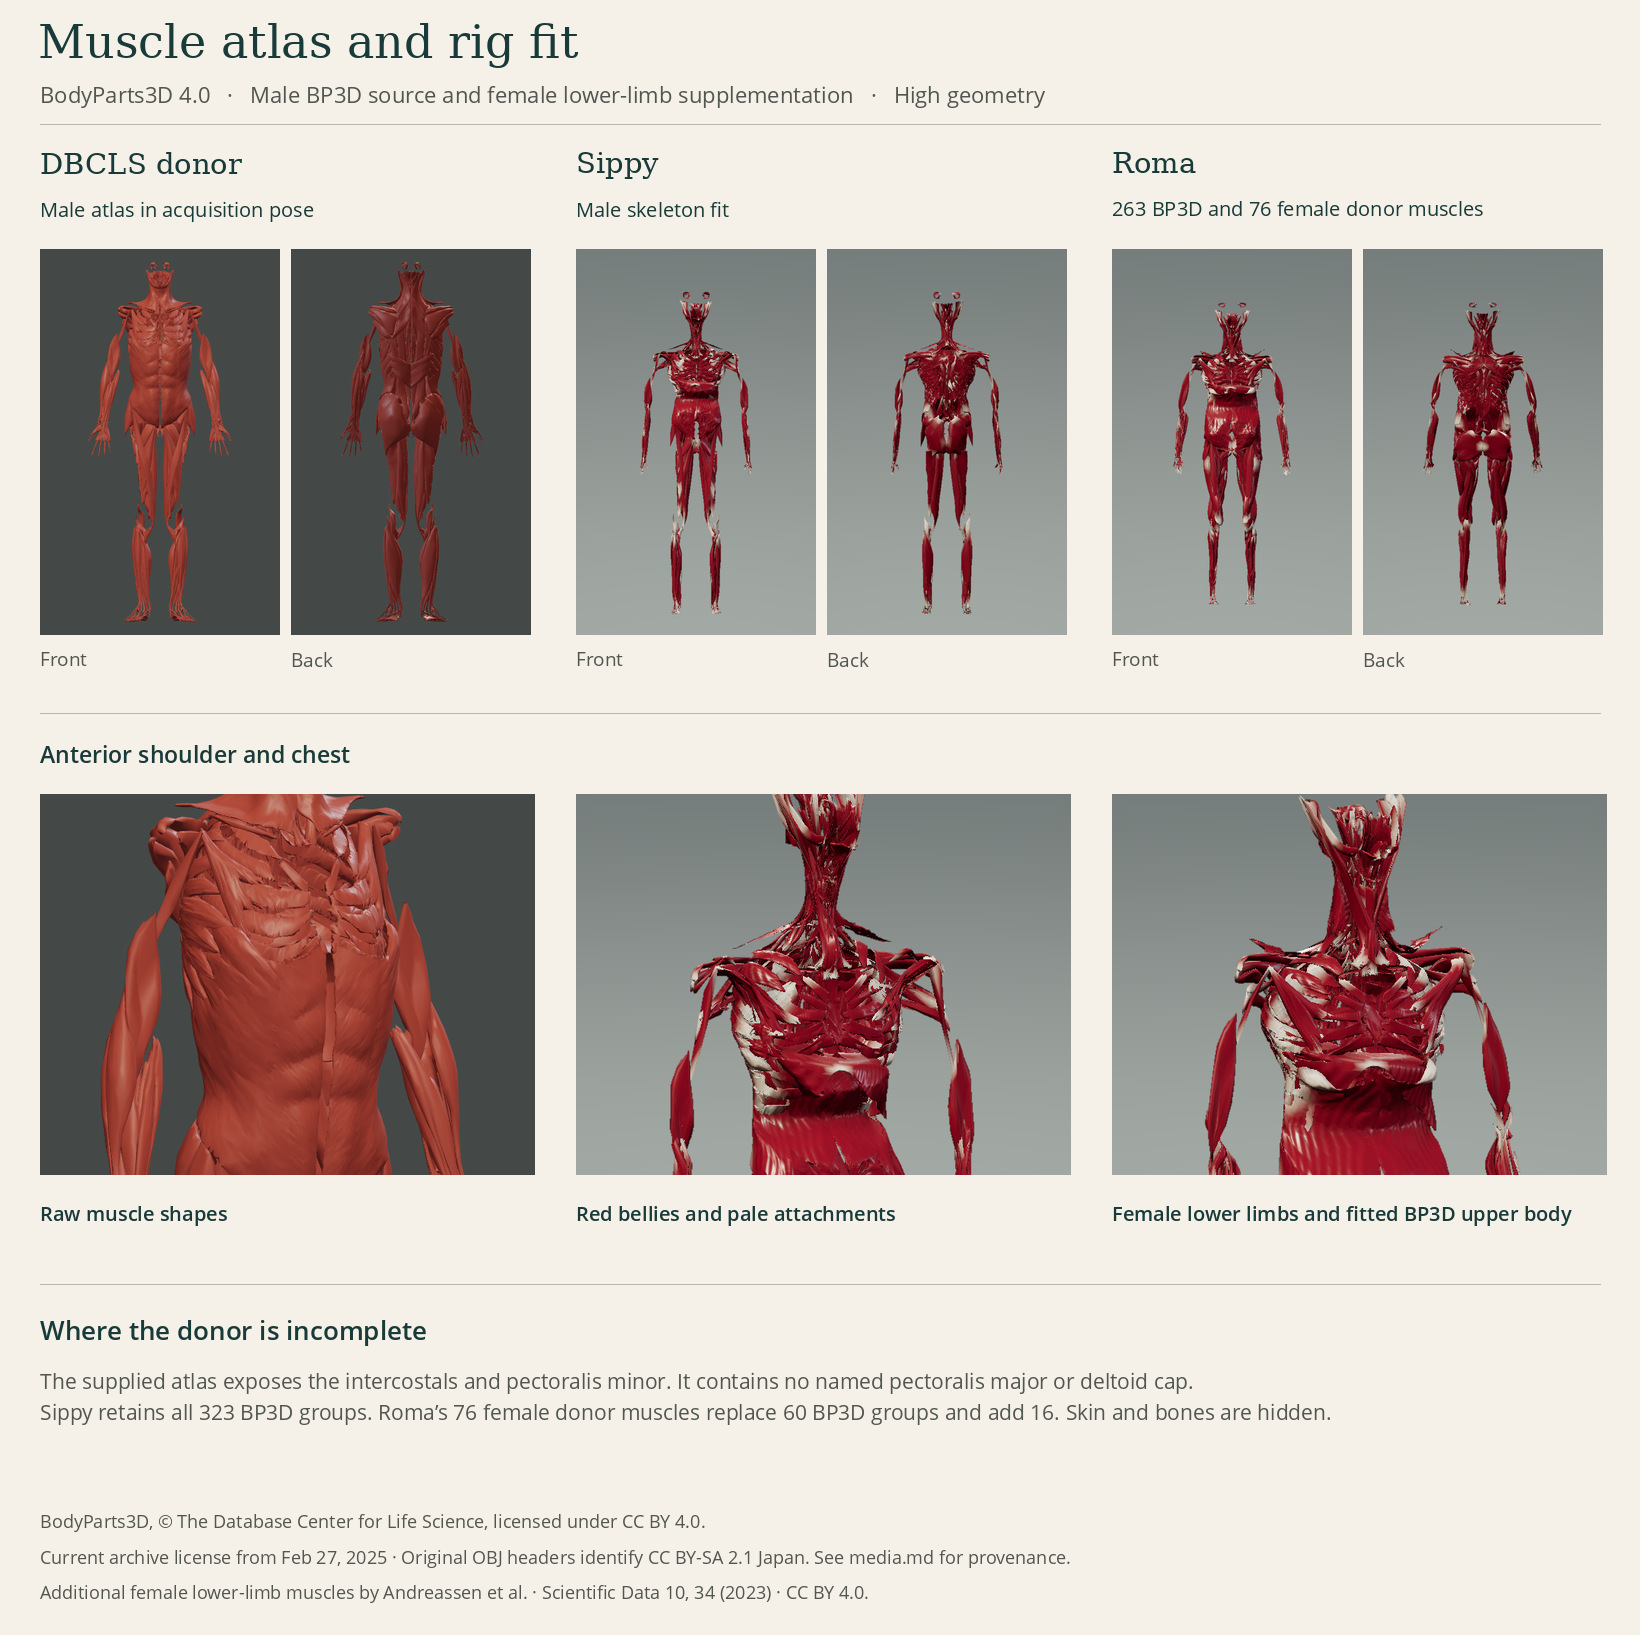 Muscle atlas and rig fit
BodyParts3D 4.0 · Male BP3D source and female lower-limb supplementation · High geometry
DBCLS donor
Male atlas in acquisition pose
Sippy
Male skeleton fit
Roma
263 BP3D and 76 female donor muscles
Front
Back
Front
Back
Front
Back
Anterior shoulder and chest
Raw muscle shapes
Red bellies and pale attachments
Female lower limbs and fitted BP3D upper body
Where the donor is incomplete
The supplied atlas exposes the intercostals and pectoralis minor. It contains no named pectoralis major or deltoid cap.
Sippy retains all 323 BP3D groups. Roma’s 76 female donor muscles replace 60 BP3D groups and add 16. Skin and bones are hidden.
BodyParts3D, © The Database Center for Life Science, licensed under CC BY 4.0.
Current archive license from Feb 27, 2025 · Original OBJ headers identify CC BY-SA 2.1 Japan. See media.md for provenance.
Additional female lower-limb muscles by Andreassen et al. · Scientific Data 10, 34 (2023) · CC BY 4.0.